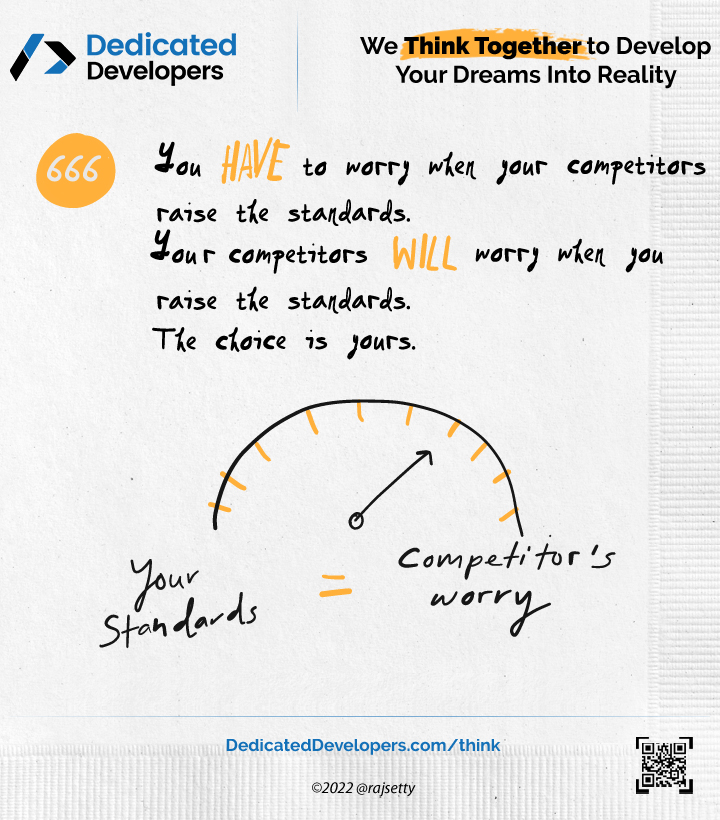 Dedicated
Developers
We Think Together to Develop
Your Dreams Into Reality
666
You HAVE to worry when your competitors
raise the standards.
Your competitors WILL worry when you
raise the standards.
The choice is yours.
Your
Standards
=
Competitor's
worry
DedicatedDevelopers.com/think
©2022 @rajsetty